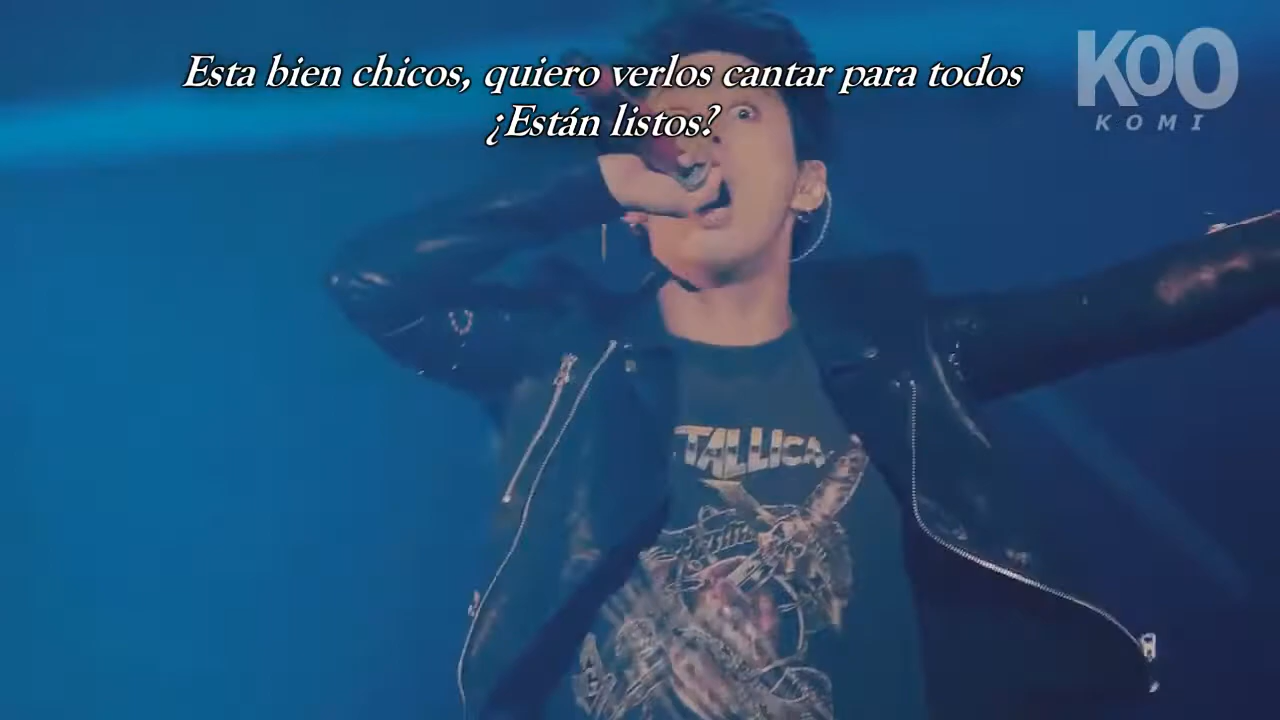 Esta bien chicos, quiero verlos cantar para todos
¿Están listos?
KOO
KOMI
TALLICA